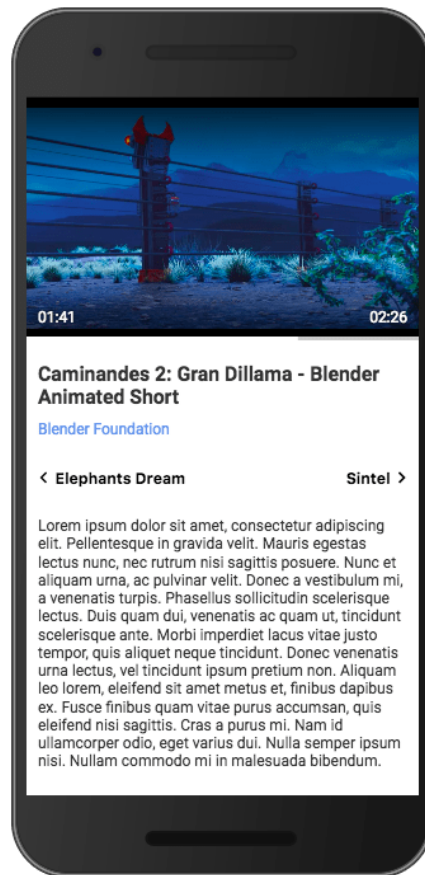 01:41 02:26
Caminandes 2: Gran Dillama - Blender
Animated Short
Blender Foundation
Elephants Dream Sintel
Lorem ipsum dolor sit amet, consectetur adipiscing
elit. Pellentesque in gravida velit. Mauris egestas
lectus nunc, nec rutrum nisi sagittis posuere. Nunc et
aliquam urna, ac pulvinar velit. Donec a vestibulum mi,
a venenatis turpis. Phasellus sollicitudin scelerisque
lectus. Duis quam dui, venenatis ac quam ut, tincidunt
scelerisque ante. Morbi imperdiet lacus vitae justo
tempor, quis aliquet neque tincidunt. Donec venenatis
urna lectus, vel tincidunt ipsum pretium non. Aliquam
leo lorem, eleifend sit amet metus et, finibus dapibus
ex. Fusce finibus quam vitae purus accumsan, quis
eleifend nisi sagittis. Cras a purus mi. Nam id
ullamcorper odio, eget varius dui. Nulla semper ipsum
nisi. Nullam commodo mi in malesuada bibendum.